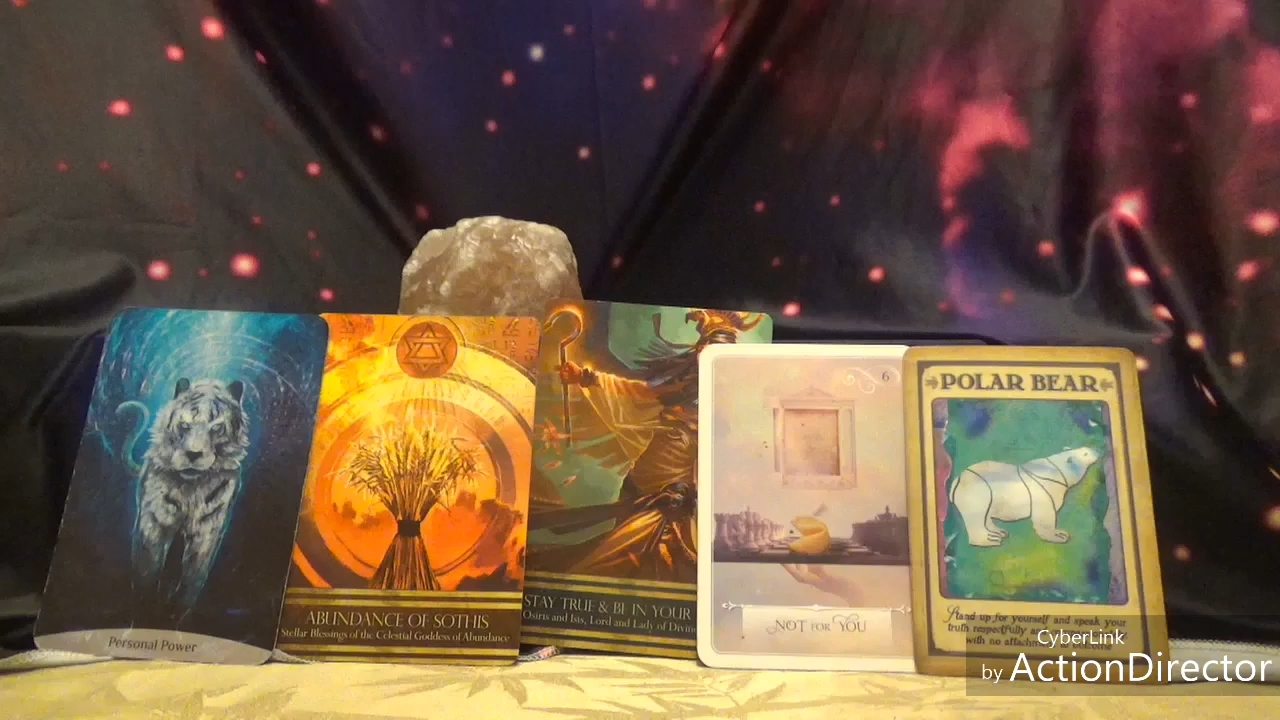 Personal Power
ABUNDANCE OF SOTHIS
Stellar Blessings of the Celestial Goddess of Abundance
STAY TRUE & BE IN YOUR
Osiris and Isis, Lord and Lady of
6
NOT FOR YOU
POLAR BEAR
Stand up for yourself and speak your
truth respectfully
with no
CyberLink
by ActionDirector